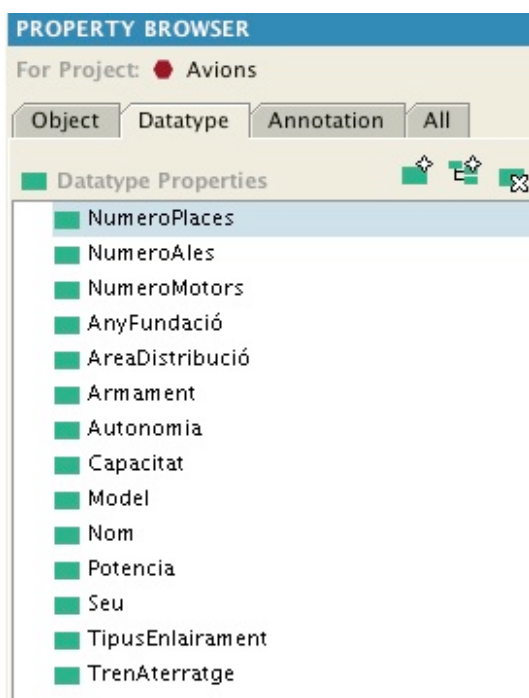 PROPERTY BROWSER
For Project: Avions
Object Datatype Annotation All
Datatype Properties
NumeroPlaces
NumeroAles
NumeroMotors
AnyFundació
AreaDistribució
Armament
Autonomia
Capacitat
Model
Nom
Potencia
Seu
TipusEnlairament
TrenAterratge